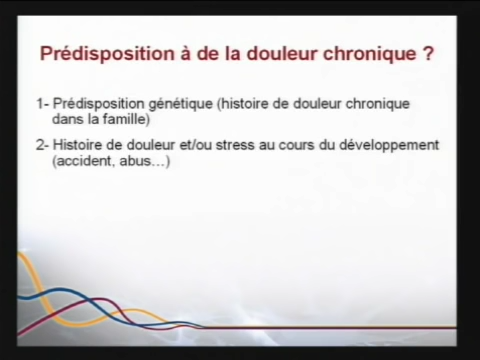 Prédisposition à de la douleur chronique ?
1- Prédisposition génétique (histoire de douleur chronique
dans la famille)
2- Histoire de douleur et/ou stress au cours du développement
(accident, abus...)